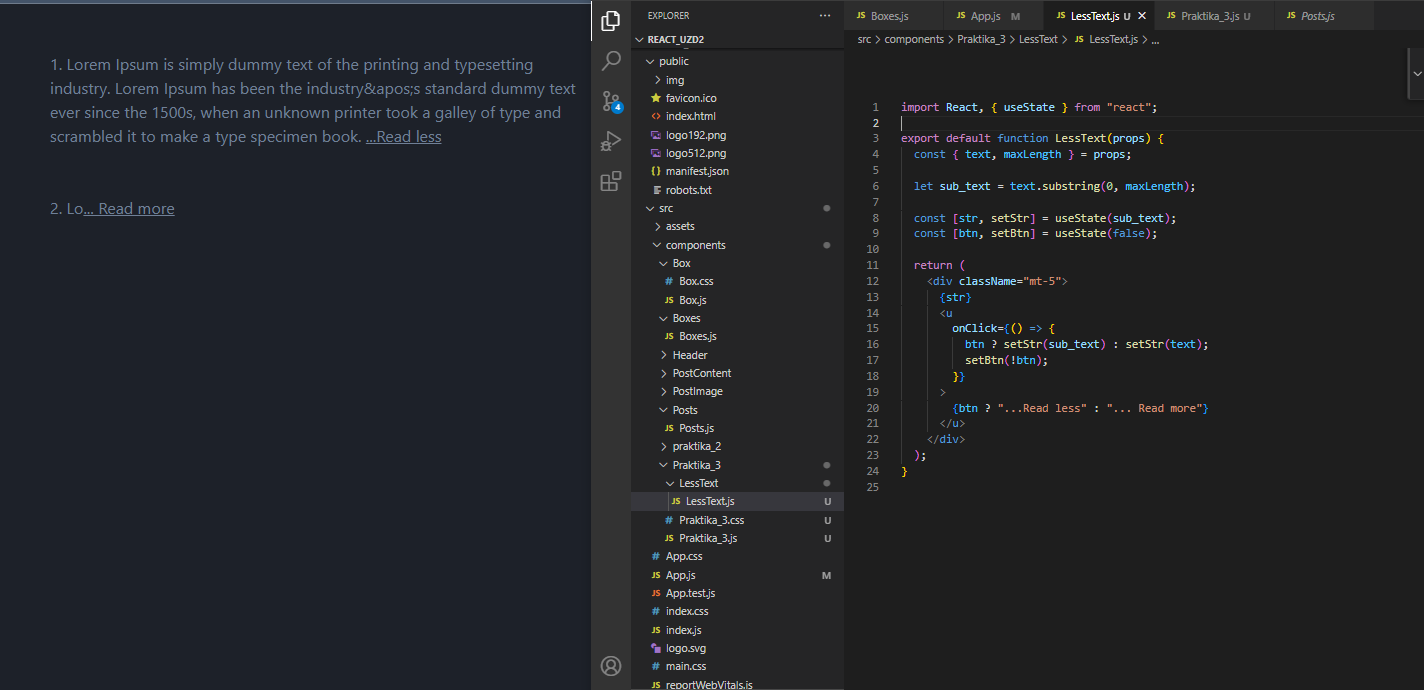 1. Lorem Ipsum is simply dummy text of the printing and typesetting
industry. Lorem Ipsum has been the industry&apos;s standard dummy text
ever since the 1500s, when an unknown printer took a galley of type and
scrambled it to make a type specimen book. ...Read less
2. Lo... Read more
4
EXPLORER ...
REACT_UZD2
public
img
favicon.ico
index.html
logo192.png
logo512.png
{} manifest.json
robots.txt
src
assets
components
Box
# Box.css
JS Box.js
Boxes
JS Boxes.js
Header
PostContent
PostImage
Posts
JS Posts.js
praktika_2
Praktika_3
LessText
JS LessText.js U
# Praktika_3.css U
JS Praktika_3.js U
# App.css
JS App.js M
JS App.test.js
# index.css
JS index.js
logo.svg
# main.css
JS reportWebVitals.js
JS Boxes.js JS App.js M JS LessText.js U × JS Praktika_3.js U JS Posts.js
src > components > Praktika_3 > LessText > JS LessText.js > ...
1 import React, { useState } from "react";
2
3 export default function LessText(props) {
4 const { text, maxLength } = props;
5
6 let sub_text = text.substring(0, maxLength);
7
8 const [str, setStr] = useState(sub_text);
9 const [btn, setBtn] = useState(false);
10
11 return (
12 <div className="mt-5">
13 {str}
14 <u
15 onClick={() => {
16 btn ? setStr(sub_text) : setStr(text);
17 setBtn(!btn);
18 }}
19 >
20 {btn ? "...Read less" : "... Read more"}
21 </u>
22 </div>
23 );
24 }
25